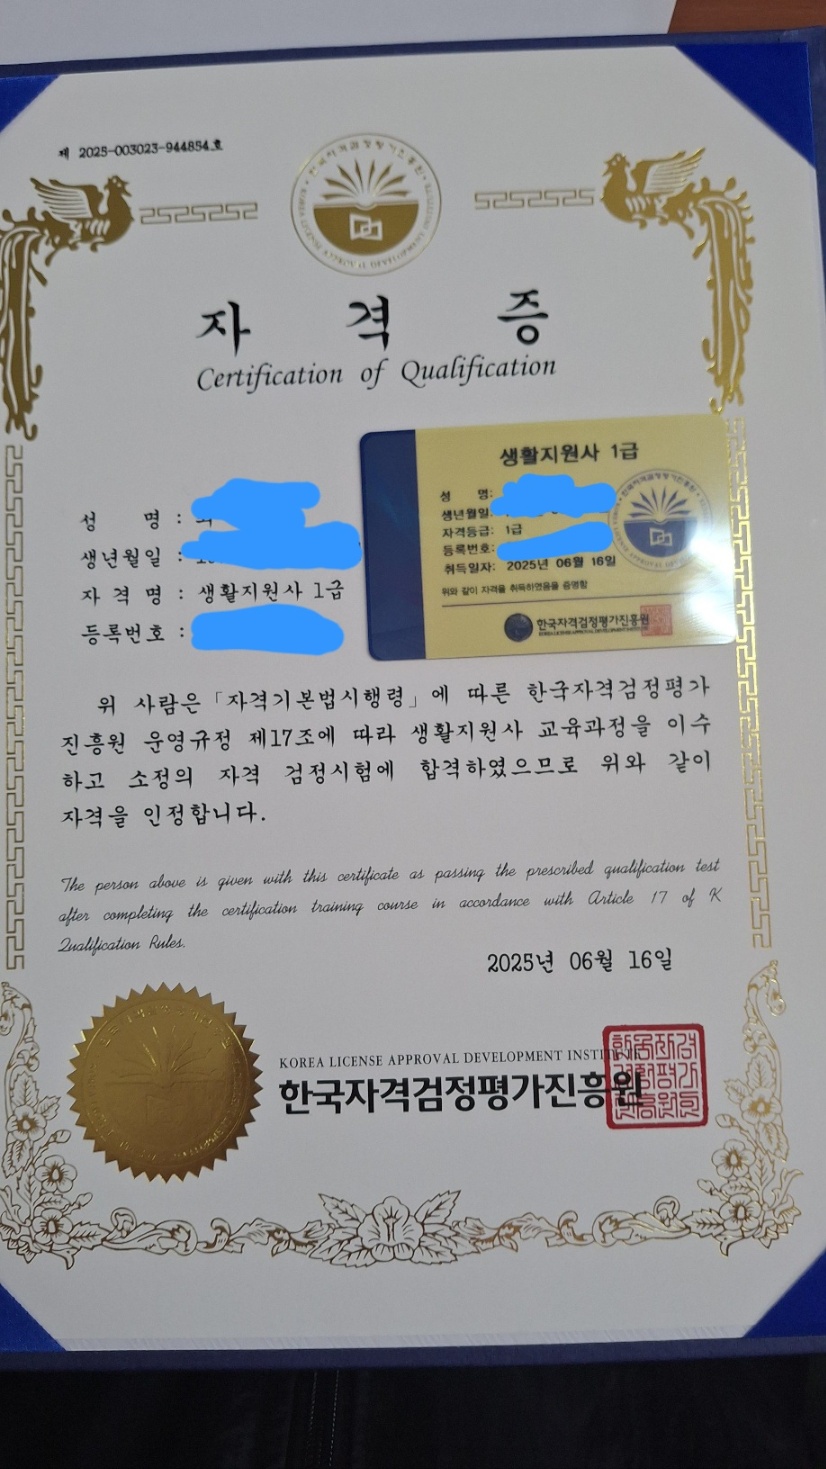 제 2025-003023-944854호
자격증
Certification of Qualification
성 명 :
생년월일 :
자 격 명 : 생활지원사 1급
등록번호 :
생활지원사 1급
성 명:
생년월일:
자격등급: 1급
등록번호:
취득일자: 2025년 06월 16일
위와 같이 자격을 취득하였음을 증명함
한국자격검정평가진흥원
KOREA LICENSE APPROVAL DEVELOPMENT INSTITUTE
위 사람은「자격기본법시행령」에 따른 한국자격검정평가
진흥원 운영규정 제17조에 따라 생활지원사 교육과정을 이수
하고 소정의 자격 검정시험에 합격하였으므로 위와 같이
자격을 인정합니다.
The person above is given with this certificate as passing the prescribed qualification test
after completing the certification training course in accordance with Article 17 of K
Qualification Rules.
2025년 06월 16일
KOREA LICENSE APPROVAL DEVELOPMENT INSTITUTE
한국자격검정평가진흥원